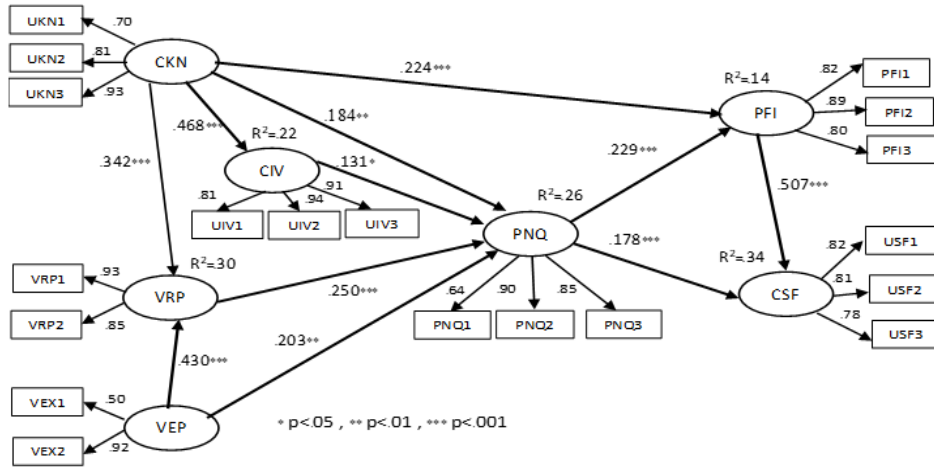 UKN1
.70
UKN2
.81
UKN3
.93
CKN
.224***
R²=.14
PFI
.82
PFI1
.89
PFI2
.80
PFI3
.468***
R²=.22
.184**
.342***
CIV
.131*
.229***
.81
.94
.91
UIV1
UIV2
UIV3
R²=.26
PNQ
.507***
R²=.30
VRP1
.93
VRP2
.85
VRP
.250***
.178***
R²=.34
CSF
.82
USF1
.81
USF2
.78
USF3
.64
.90
.85
PNQ1
PNQ2
PNQ3
.430***
.203**
VEX1
.50
VEX2
.92
VEP
* p<.05 , ** p<.01 , *** p<.001